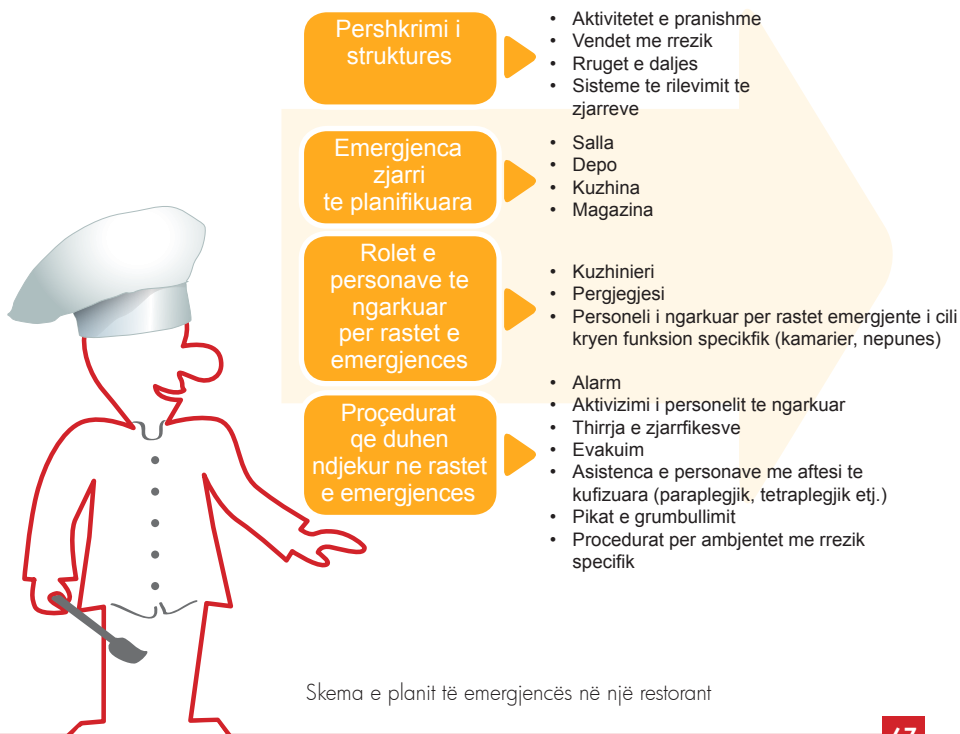 Pershkrimi i
struktures
• Aktivitetet e pranishme
• Vendet me rrezik
• Rruget e daljes
• Sisteme te rilevimit te
zjarreve
Emergjenca
zjarri
te planifikuara
• Salla
• Depo
• Kuzhina
• Magazina
Rolet e
personave te
ngarkuar
per rastet e
emergjences
• Kuzhinieri
• Pergjegjesi
• Personeli i ngarkuar per rastet emergjente i cili
kryen funksion specikfik (kamarier, nepunes)
Proçedurat
qe duhen
ndjekur ne rastet
e emergjences
• Alarm
• Aktivizimi i personelit te ngarkuar
• Thirrja e zjarrfikesve
• Evakuim
• Asistenca e personave me aftesi te
kufizuara (paraplegjik, tetraplegjik etj.)
• Pikat e grumbullimit
• Procedurat per ambjentet me rrezik
specifik
Skema e planit të emergjencës në një restorant